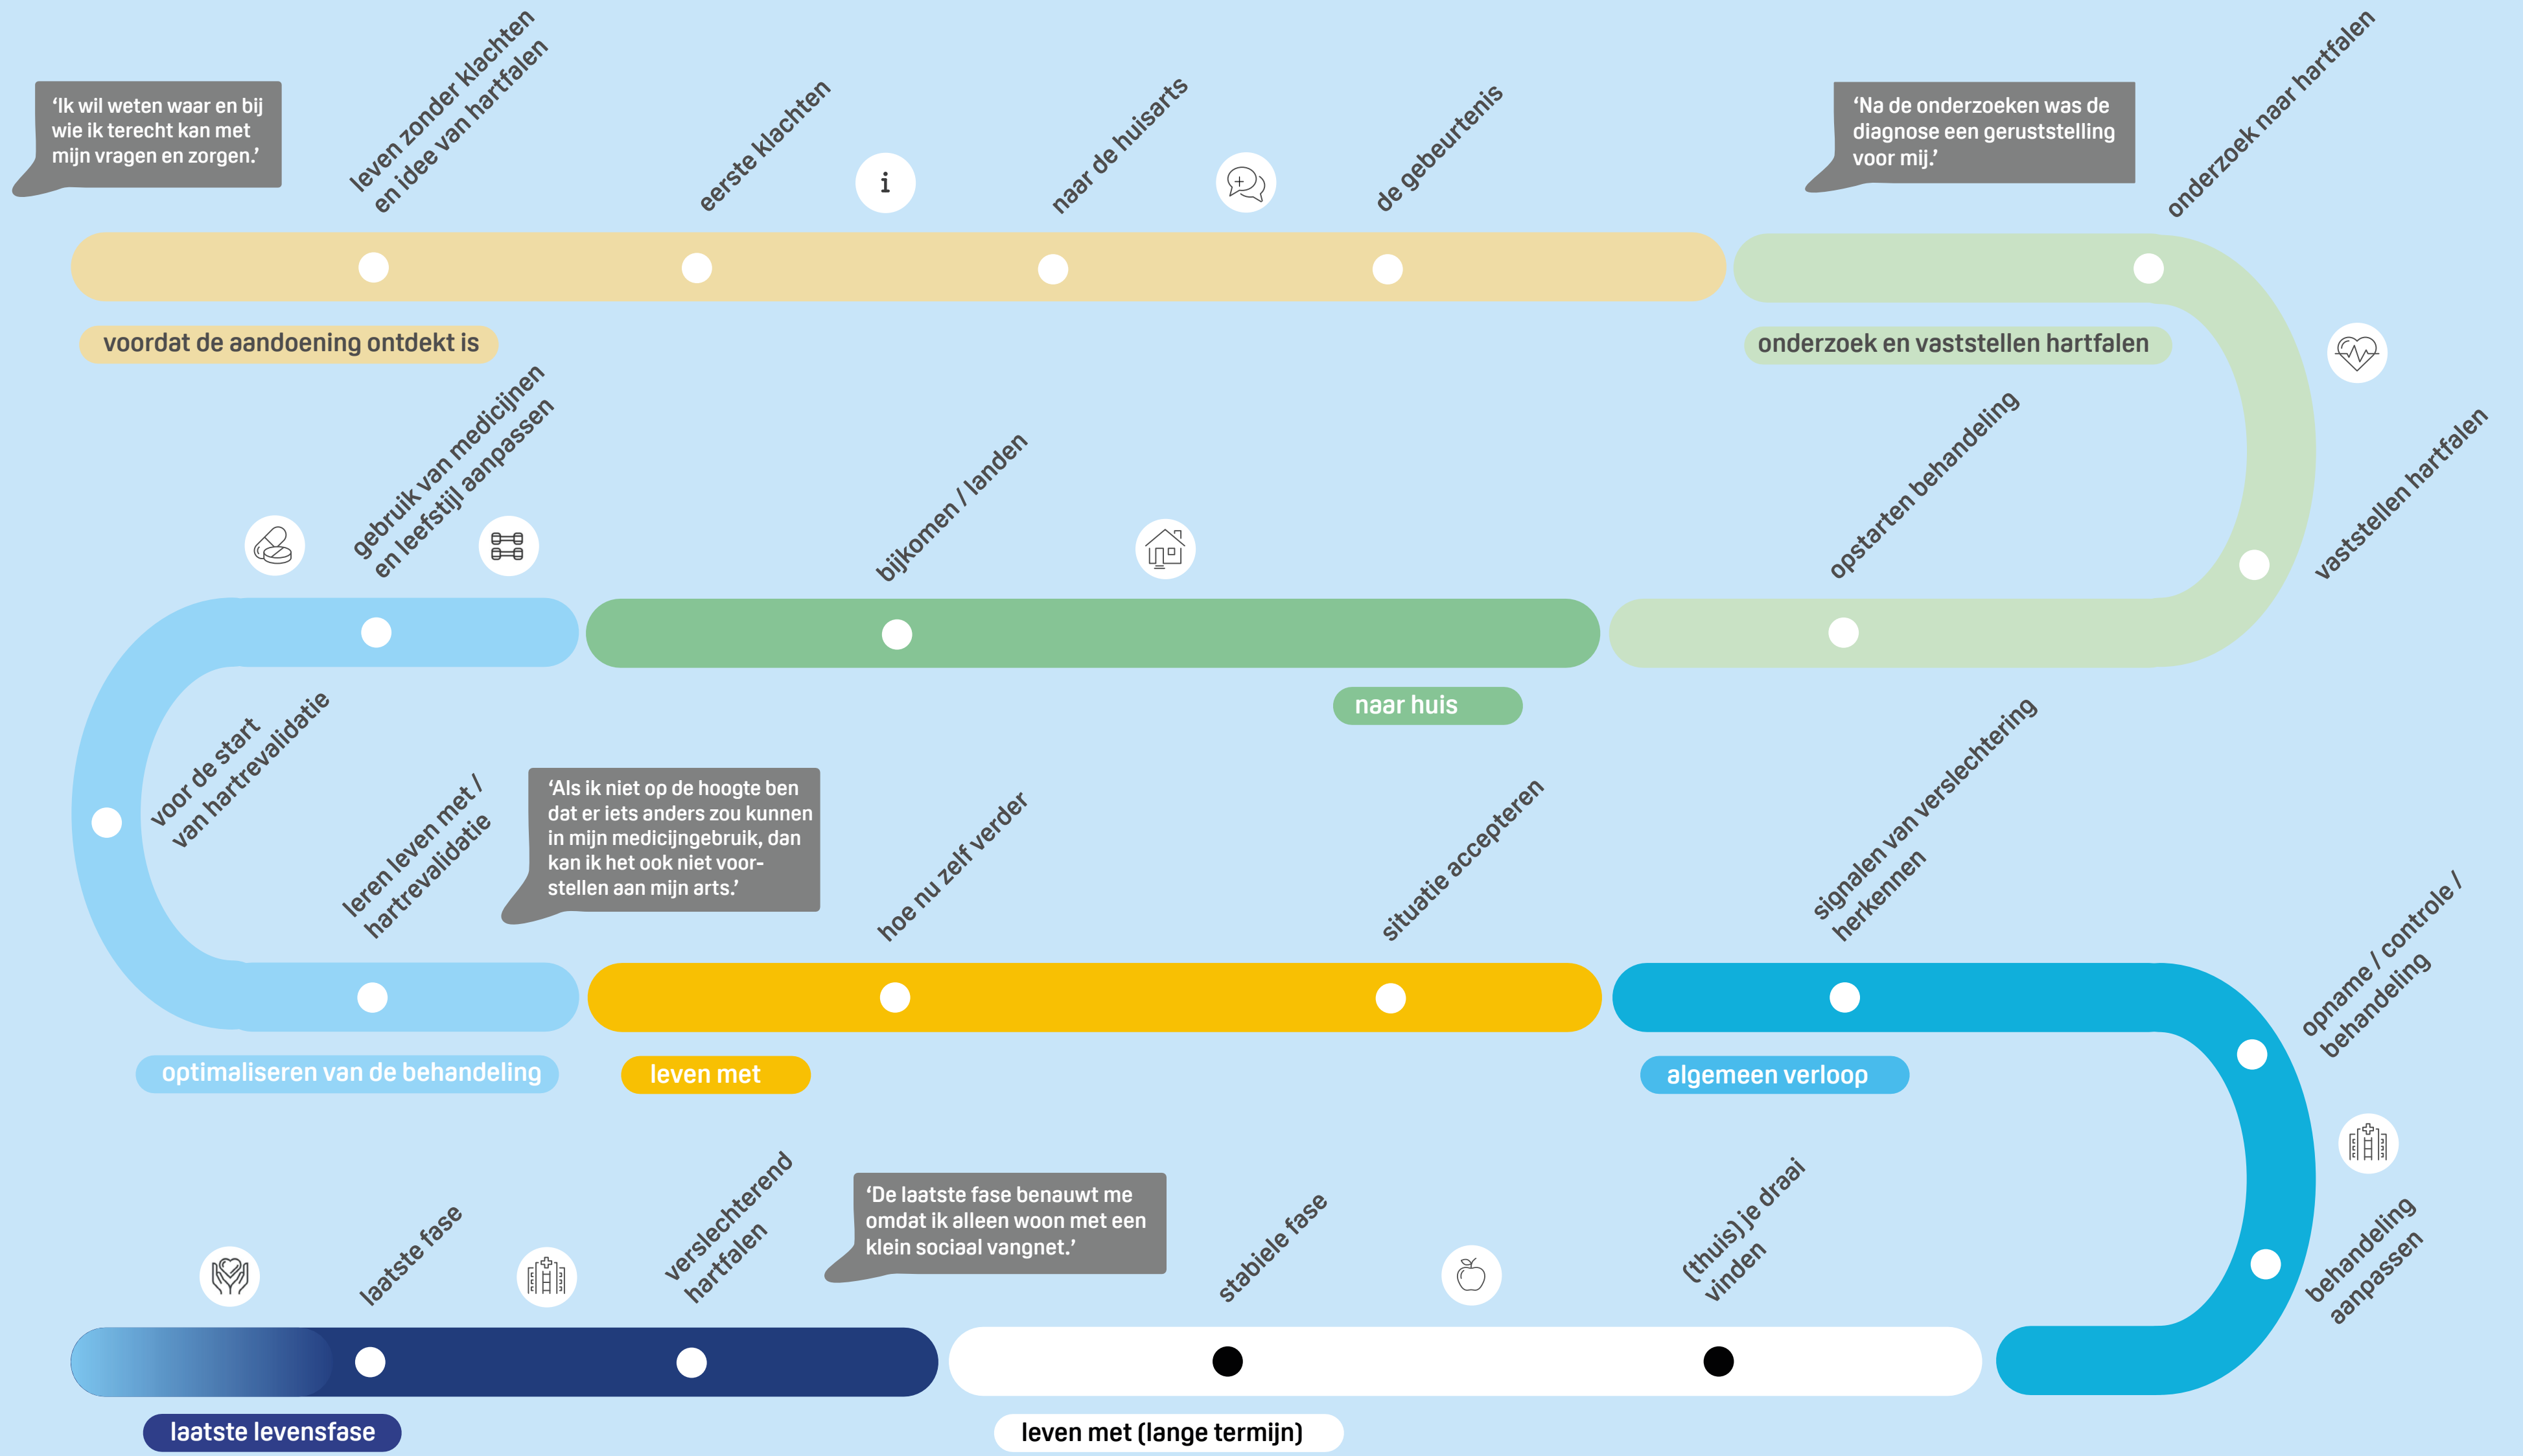 'Ik wil weten waar en bij
wie ik terecht kan met
mijn vragen en zorgen.'
leven zonder klachten
en idee van hartfalen
eerste klachten
i
naar de huisarts
de gebeurtenis
'Na de onderzoeken was de
diagnose een geruststelling
voor mij.'
onderzoek naar hartfalen
voordat de aandoening ontdekt is
onderzoek en vaststellen hartfalen
vaststellen hartfalen
opstarten behandeling
bijkomen / landen
gebruik van medicijnen
en leefstijl aanpassen
naar huis
voor de start
van hartrevalidatie
leren leven met /
hartrevalidatie
'Als ik niet op de hoogte ben
dat er iets anders zou kunnen
in mijn medicijngebruik, dan
kan ik het ook niet voor-
stellen aan mijn arts.'
hoe nu zelf verder
situatie accepteren
signalen van verslechtering
herkennen
opname / controle /
behandeling
optimaliseren van de behandeling
leven met
algemeen verloop
behandeling
aanpassen
(thuis) je draai
vinden
stabiele fase
'De laatste fase benauwt me
omdat ik alleen woon met een
klein sociaal vangnet.'
verslechterend
hartfalen
laatste fase
laatste levensfase
leven met (lange termijn)